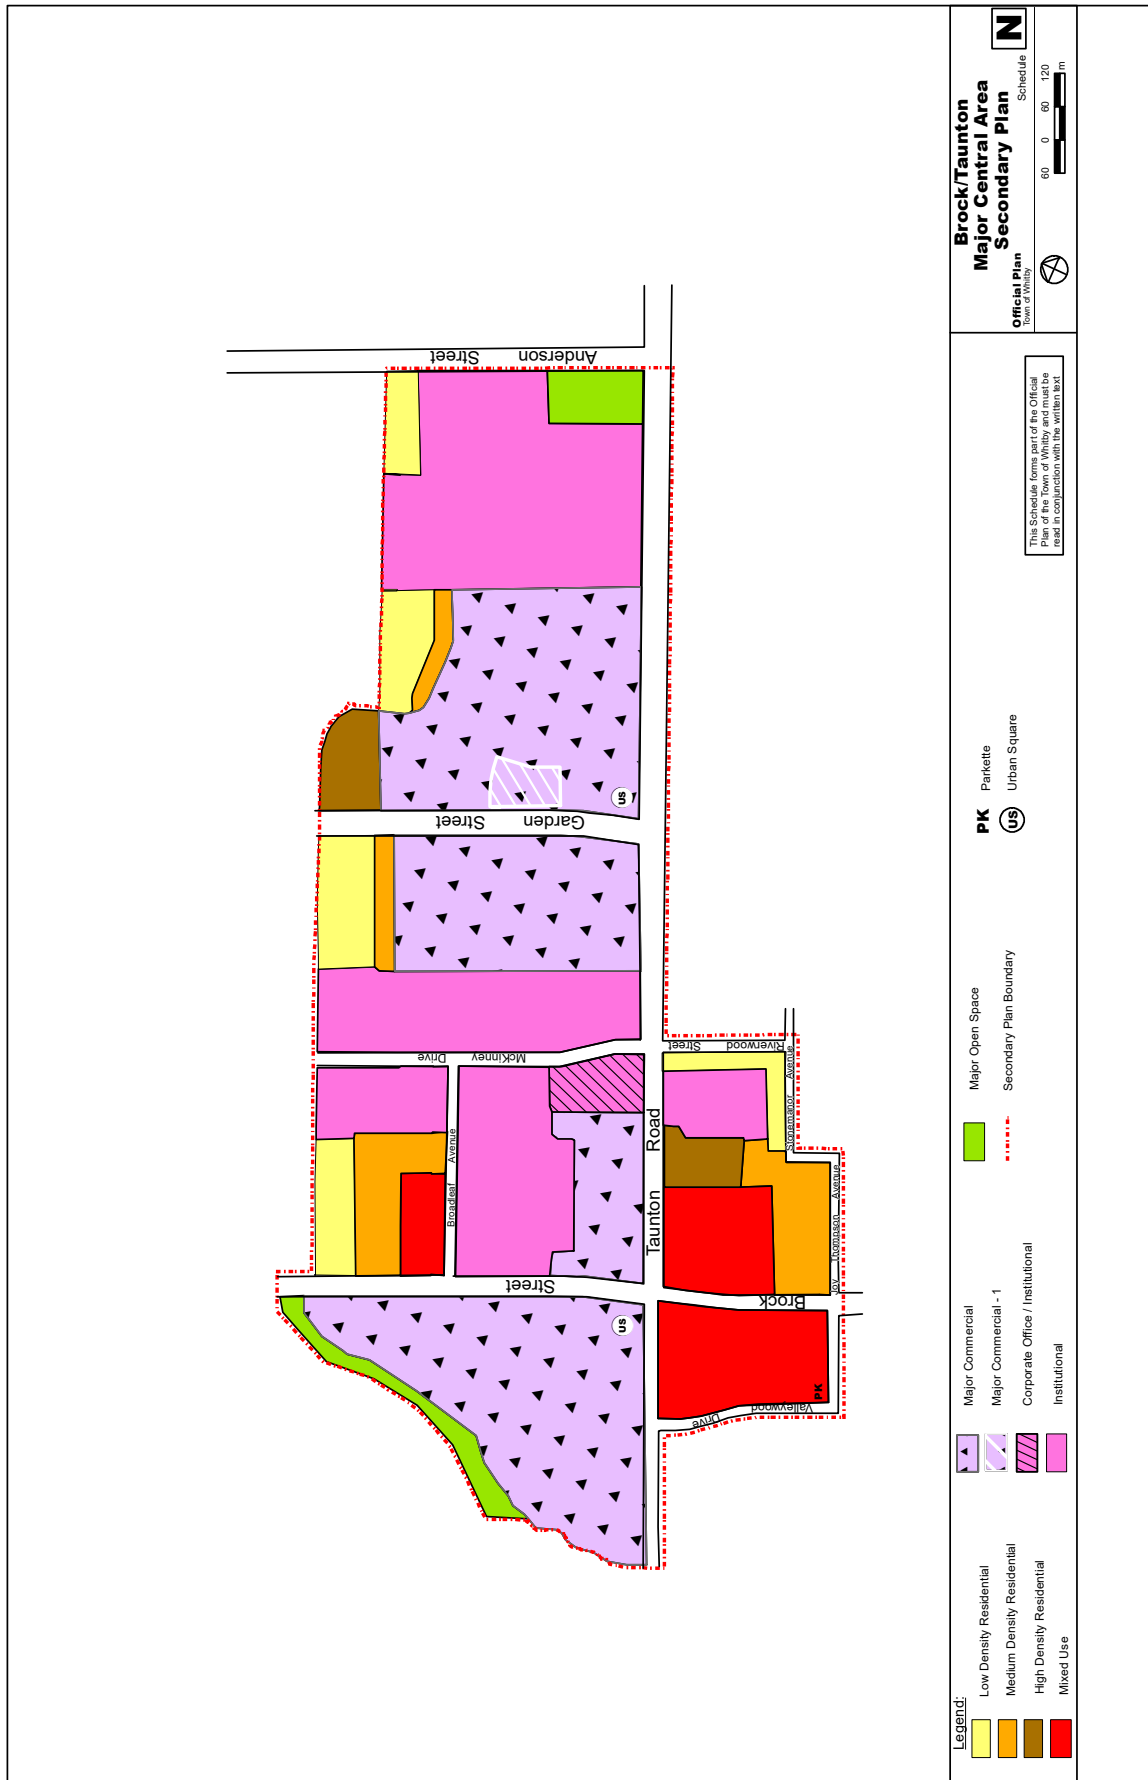 Anderson
Street
Garden
Street
McKinney
Drive
Broadleaf Avenue
Riverwood
Street
Stonemanor Avenue
Taunton Road
Joy Thompson Avenue
Street
Brock
Valleywood
Drive
US
US
PK
Legend:
Low Density Residential
Medium Density Residential
High Density Residential
Mixed Use
Major Commercial
Major Commercial - 1
Corporate Office / Institutional
Institutional
Major Open Space
Secondary Plan Boundary
PK Parkette
US Urban Square
This Schedule forms part of the Official
Plan of the Town of Whitby and must be
read in conjunction with the written text
Brock/Taunton
Major Central Area
Secondary Plan
Official Plan
Town of Whitby
Schedule
N
60 0 60 120
m